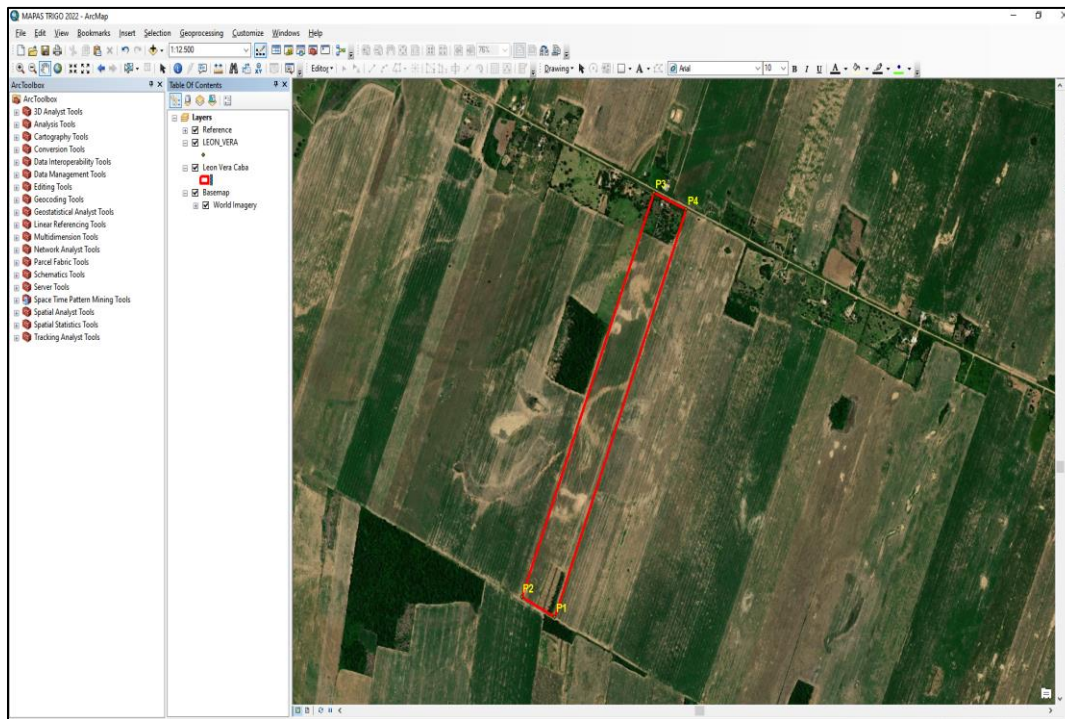 MAPAS TRIGO 2022 - ArcMap
File Edit View Bookmarks Insert Selection Geoprocessing Customize Windows Help
1:12.500
76%
Editor
Drawing
Arial
10
B I U A
ArcToolbox
Table Of Contents
ArcToolbox
3D Analyst Tools
Analysis Tools
Cartography Tools
Conversion Tools
Data Interoperability Tools
Data Management Tools
Editing Tools
Geocoding Tools
Geostatistical Analyst Tools
Linear Referencing Tools
Multidimension Tools
Network Analyst Tools
Parcel Fabric Tools
Schematics Tools
Server Tools
Space Time Pattern Mining Tools
Spatial Analyst Tools
Spatial Statistics Tools
Tracking Analyst Tools
Layers
Reference
LEON_VERA
Leon Vera Caba
Basemap
World Imagery
P3
P4
P2
P1